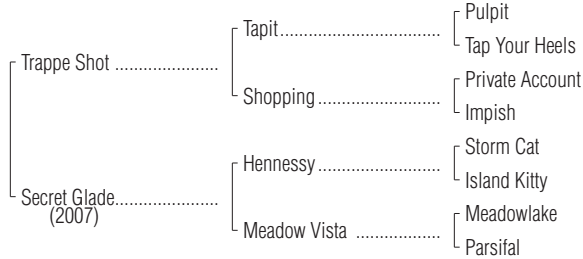 Pulpit
Tapit..............................
Tap Your Heels
Trappe Shot ...................
Private Account
Shopping.......................
Impish
Storm Cat
Hennessy.......................
Island Kitty
Secret Glade...................
(2007)
Meadowlake
Meadow Vista ................
Parsifal